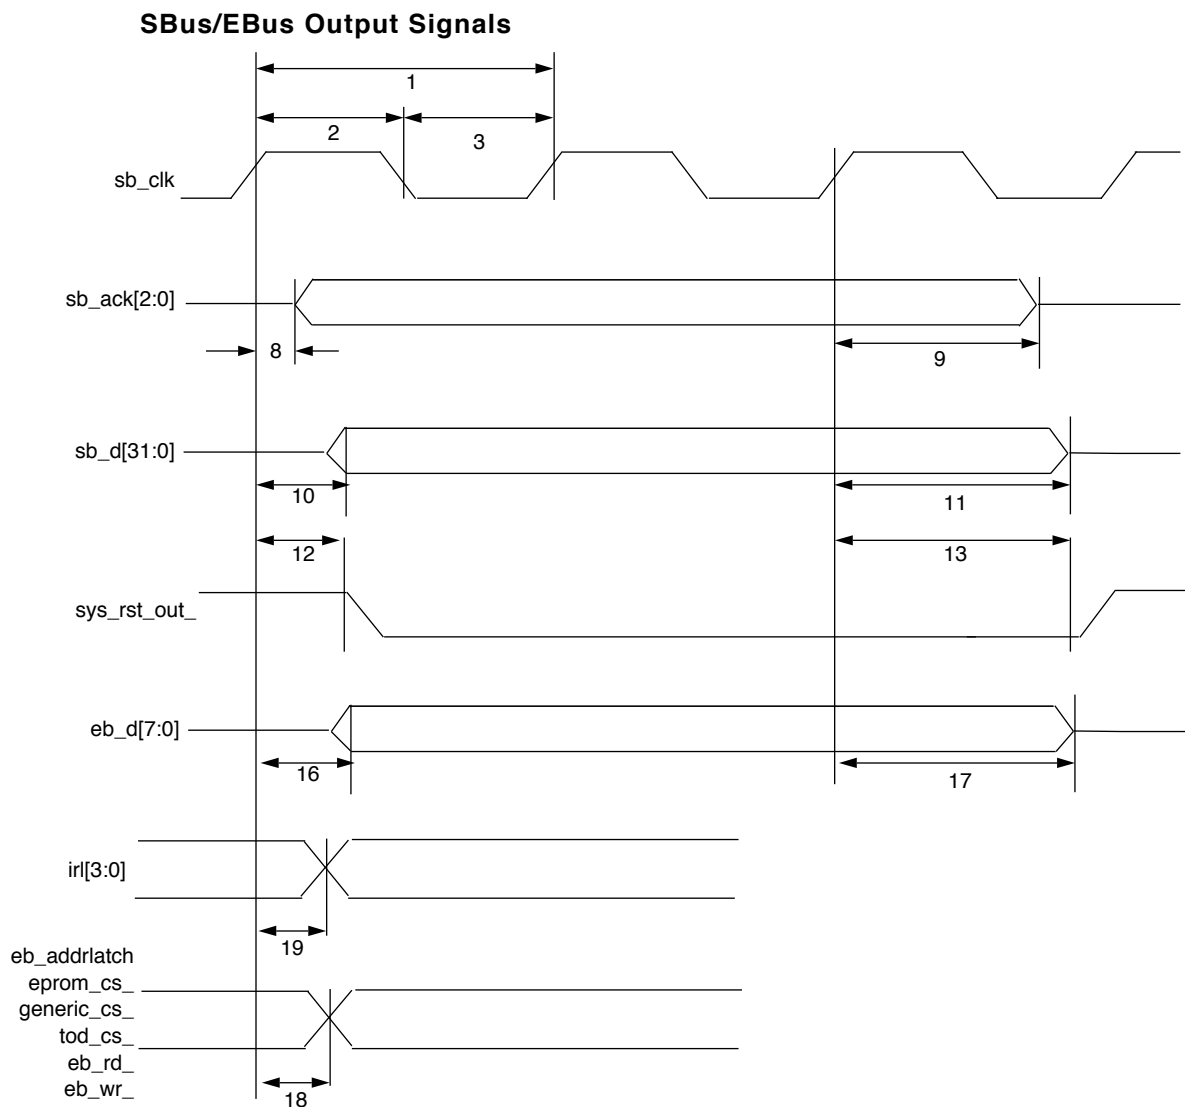 SBus/EBus Output Signals
1
2
3
sb_clk
sb_ack[2:0]
8
9
sb_d[31:0]
10
11
12
13
sys_rst_out_
eb_d[7:0]
16
17
irl[3:0]
19
eb_addrlatch
eprom_cs_
generic_cs_
tod_cs_
eb_rd_
eb_wr_
18